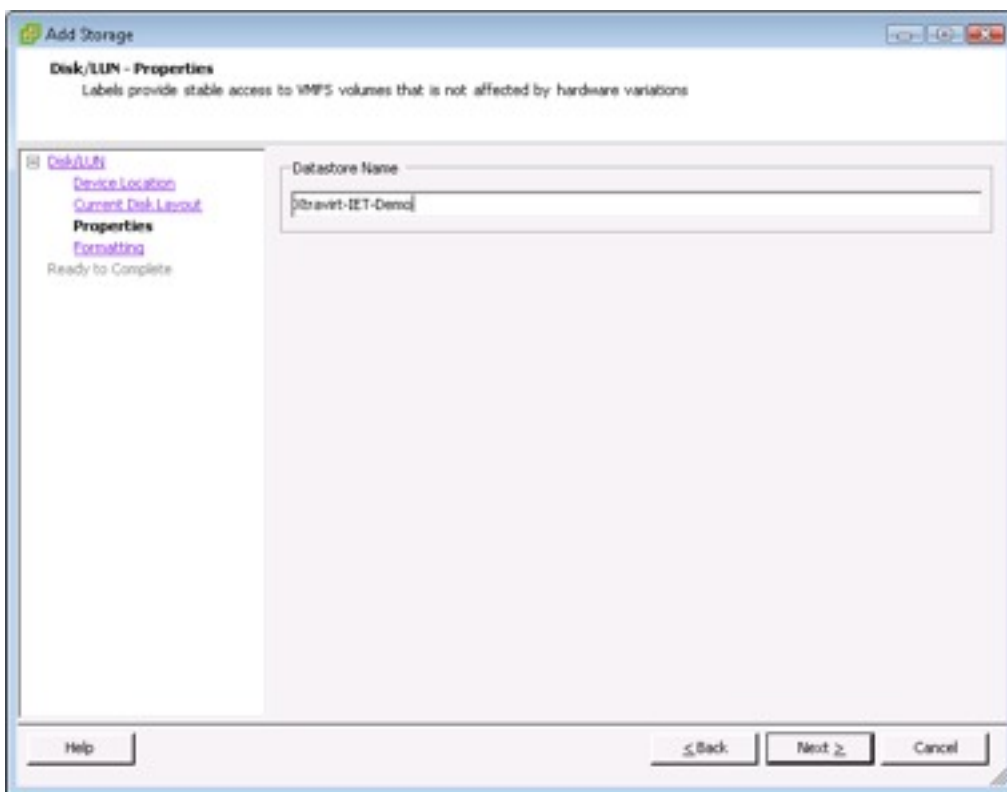 Add Storage
Disk/LUN - Properties
Labels provide stable access to VMFS volumes that is not affected by hardware variations
Disk/LUN
Device Location
Current Disk Layout
Properties
Formatting
Ready to Complete
Datastore Name
Xtravirt-IET-Demo
Help
< Back
Next >
Cancel